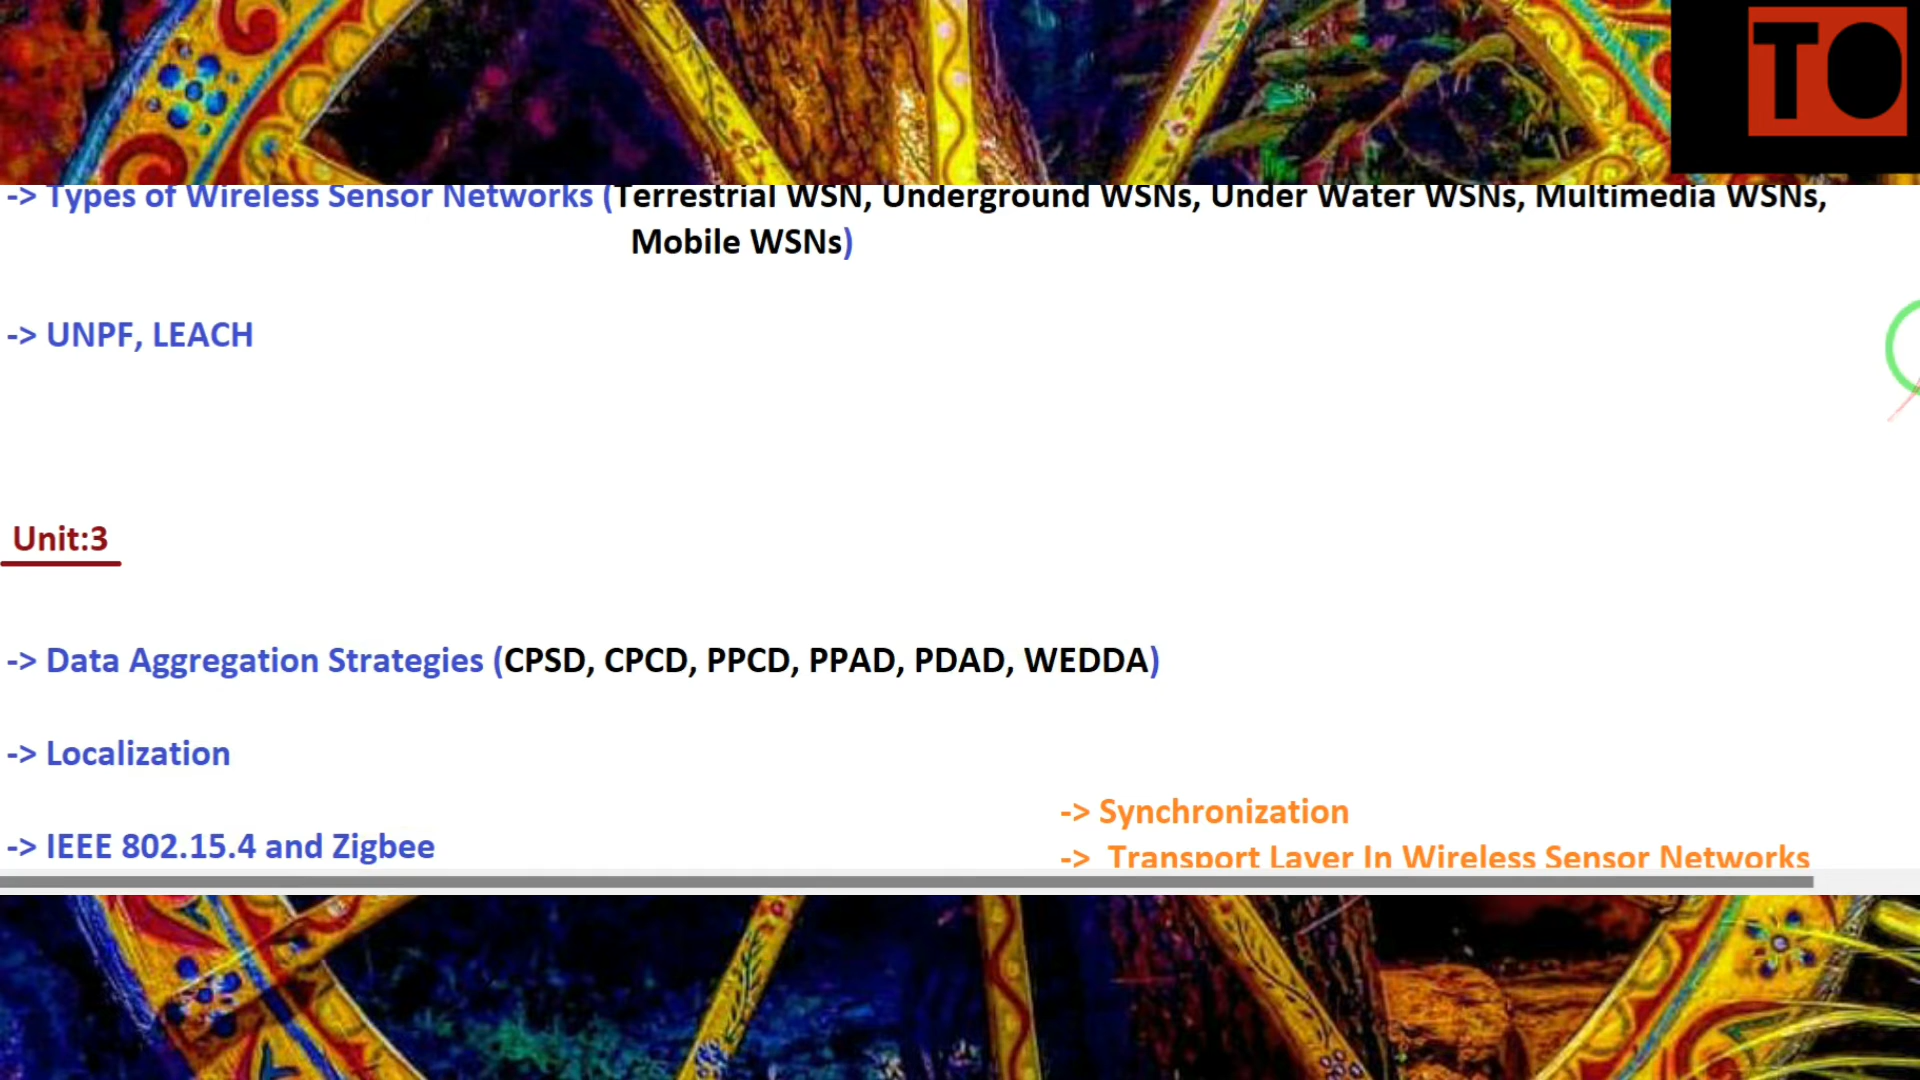 TO
-> Types of Wireless Sensor Networks (Terrestrial WSN, Underground WSNs, Under Water WSNs, Multimedia WSNs,
Mobile WSNs)
-> UNPF, LEACH
Unit:3
-> Data Aggregation Strategies (CPSD, CPCD, PPCD, PPAD, PDAD, WEDDA)
-> Localization
-> IEEE 802.15.4 and Zigbee
-> Synchronization
-> Transport Layer In Wireless Sensor Networks